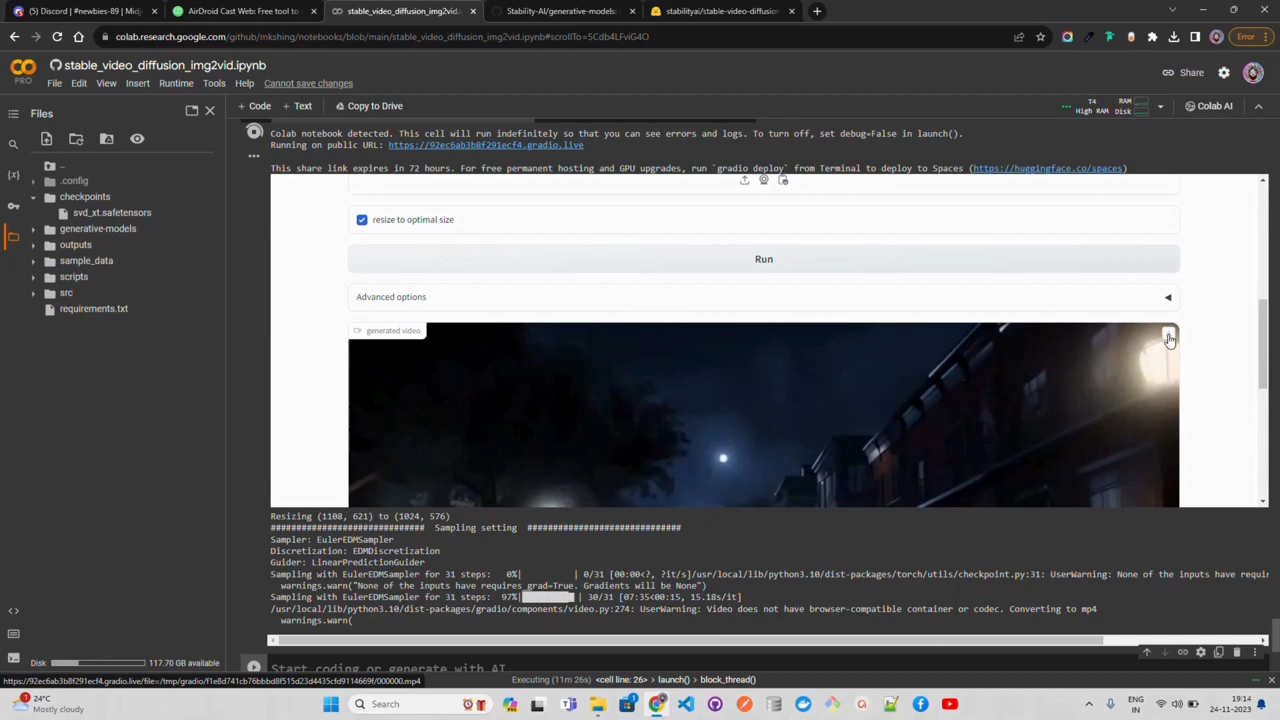 (1) Discord | #newbies-89 | Midj
AirDroid Cast Web: Free tool to c
stable_video_diffusion_img2vid.
Stability-AI/generative-models:
stabilityai/stable-video-diffusion
colab.research.google.com/github/mkshing/notebooks/blob/main/stable_video_diffusion_img2vid.ipynb#scrollTo=5Cdb4LFviG4O
Error
PRO
stable_video_diffusion_img2vid.ipynb
File Edit View Insert Runtime Tools Help Cannot save changes
Share
Files
+ Code + Text Copy to Drive
T4 RAM
High RAM Disk
Colab AI
..
.config
checkpoints
svd_xt.safetensors
generative-models
outputs
sample_data
scripts
src
requirements.txt
Colab notebook detected. This cell will run indefinitely so that you can see errors and logs. To turn off, set debug=False in launch().
Running on public URL: https://92ec6ab3b8f291ecf4.gradio.live
This share link expires in 72 hours. For free permanent hosting and GPU upgrades, run `gradio deploy` from Terminal to deploy to Spaces (https://huggingface.co/spaces)
resize to optimal size
Run
Advanced options
generated video
Resizing (1108, 621) to (1024, 576)
############################# Sampling setting #############################
Sampler: EulerEDMSampler
Discretization: EDMDiscretization
Guider: LinearPredictionGuider
Sampling with EulerEDMSampler for 31 steps: 0%| | 0/31 [00:00<?, ?it/s]/usr/local/lib/python3.10/dist-packages/torch/utils/checkpoint.py:31: UserWarning: None of the inputs have requir
warnings.warn("None of the inputs have requires_grad=True. Gradients will be None")
Sampling with EulerEDMSampler for 31 steps: 97%| | 30/31 [07:35<00:15, 15.18s/it]
/usr/local/lib/python3.10/dist-packages/gradio/components/video.py:274: UserWarning: Video does not have browser-compatible container or codec. Converting to mp4
warnings.warn(
Start coding or generate with AI
Disk 117.70 GB available
Executing (11m 26s) <cell line: 26> > launch() > block_thread()
24°C
Mostly cloudy
Search
ENG
IN
19:14
24-11-2023